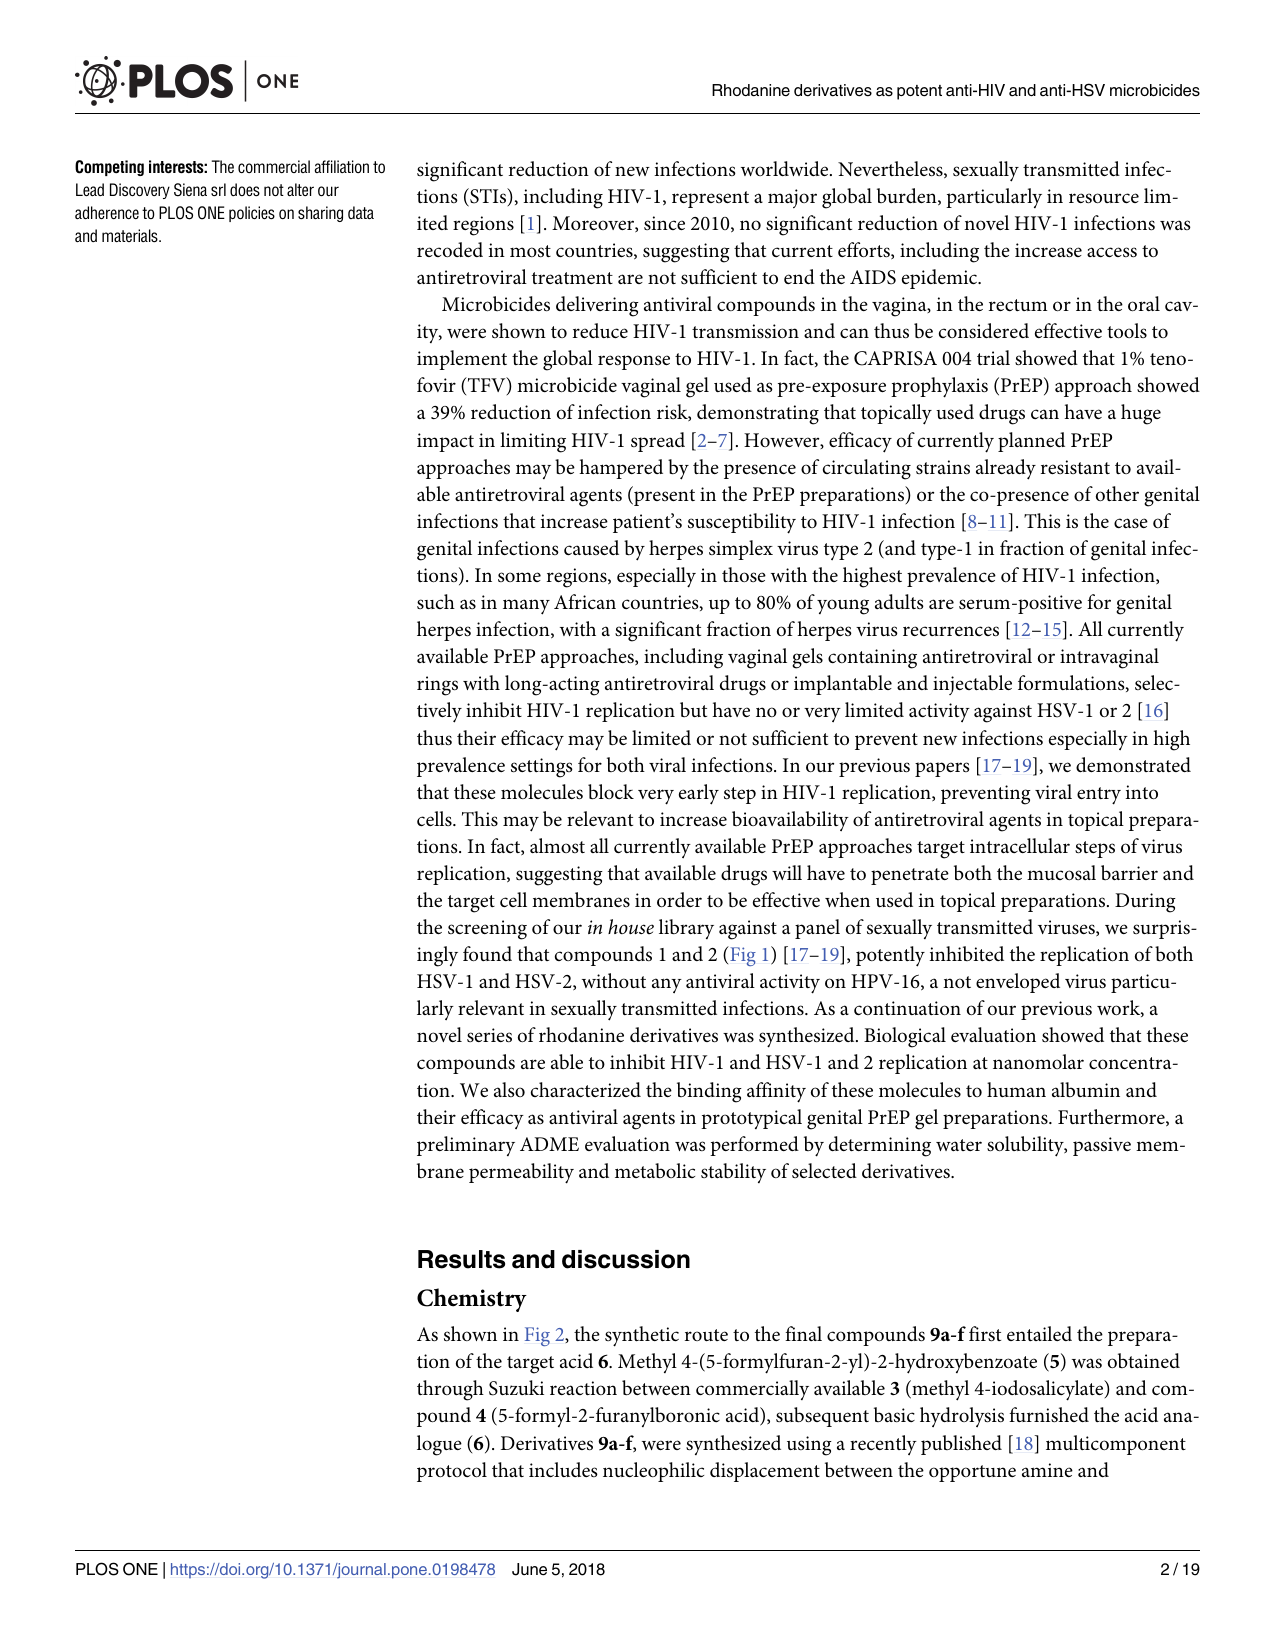 PLOS ONE
Rhodanine derivatives as potent anti-HIV and anti-HSV microbicides
Competing interests: The commercial affiliation to
Lead Discovery Siena srl does not alter our
adherence to PLOS ONE policies on sharing data
and materials.
significant reduction of new infections worldwide. Nevertheless, sexually transmitted infec-
tions (STIs), including HIV-1, represent a major global burden, particularly in resource lim-
ited regions [1]. Moreover, since 2010, no significant reduction of novel HIV-1 infections was
recoded in most countries, suggesting that current efforts, including the increase access to
antiretroviral treatment are not sufficient to end the AIDS epidemic.
Microbicides delivering antiviral compounds in the vagina, in the rectum or in the oral cav-
ity, were shown to reduce HIV-1 transmission and can thus be considered effective tools to
implement the global response to HIV-1. In fact, the CAPRISA 004 trial showed that 1% teno-
fovir (TFV) microbicide vaginal gel used as pre-exposure prophylaxis (PrEP) approach showed
a 39% reduction of infection risk, demonstrating that topically used drugs can have a huge
impact in limiting HIV-1 spread [2–7]. However, efficacy of currently planned PrEP
approaches may be hampered by the presence of circulating strains already resistant to avail-
able antiretroviral agents (present in the PrEP preparations) or the co-presence of other genital
infections that increase patient's susceptibility to HIV-1 infection [8–11]. This is the case of
genital infections caused by herpes simplex virus type 2 (and type-1 in fraction of genital infec-
tions). In some regions, especially in those with the highest prevalence of HIV-1 infection,
such as in many African countries, up to 80% of young adults are serum-positive for genital
herpes infection, with a significant fraction of herpes virus recurrences [12–15]. All currently
available PrEP approaches, including vaginal gels containing antiretroviral or intravaginal
rings with long-acting antiretroviral drugs or implantable and injectable formulations, selec-
tively inhibit HIV-1 replication but have no or very limited activity against HSV-1 or 2 [16]
thus their efficacy may be limited or not sufficient to prevent new infections especially in high
prevalence settings for both viral infections. In our previous papers [17–19], we demonstrated
that these molecules block very early step in HIV-1 replication, preventing viral entry into
cells. This may be relevant to increase bioavailability of antiretroviral agents in topical prepara-
tions. In fact, almost all currently available PrEP approaches target intracellular steps of virus
replication, suggesting that available drugs will have to penetrate both the mucosal barrier and
the target cell membranes in order to be effective when used in topical preparations. During
the screening of our in house library against a panel of sexually transmitted viruses, we surpris-
ingly found that compounds 1 and 2 (Fig 1) [17–19], potently inhibited the replication of both
HSV-1 and HSV-2, without any antiviral activity on HPV-16, a not enveloped virus particu-
larly relevant in sexually transmitted infections. As a continuation of our previous work, a
novel series of rhodanine derivatives was synthesized. Biological evaluation showed that these
compounds are able to inhibit HIV-1 and HSV-1 and 2 replication at nanomolar concentra-
tion. We also characterized the binding affinity of these molecules to human albumin and
their efficacy as antiviral agents in prototypical genital PrEP gel preparations. Furthermore, a
preliminary ADME evaluation was performed by determining water solubility, passive mem-
brane permeability and metabolic stability of selected derivatives.
Results and discussion
Chemistry
As shown in Fig 2, the synthetic route to the final compounds 9a-f first entailed the prepara-
tion of the target acid 6. Methyl 4-(5-formylfuran-2-yl)-2-hydroxybenzoate (5) was obtained
through Suzuki reaction between commercially available 3 (methyl 4-iodosalicylate) and com-
pound 4 (5-formyl-2-furanylboronic acid), subsequent basic hydrolysis furnished the acid ana-
logue (6). Derivatives 9a-f, were synthesized using a recently published [18] multicomponent
protocol that includes nucleophilic displacement between the opportune amine and
PLOS ONE | https://doi.org/10.1371/journal.pone.0198478 June 5, 2018
2 / 19